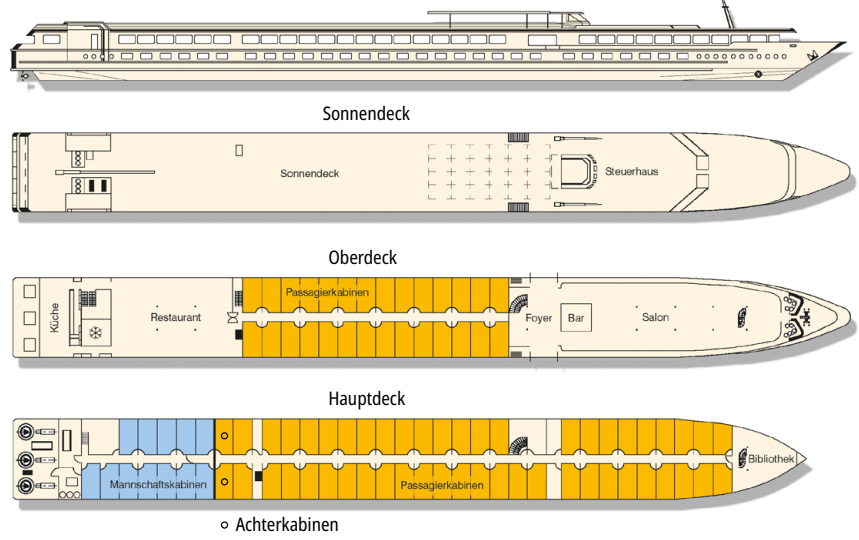 Sonnendeck
Sonnendeck
Steuerhaus
Oberdeck
Passagierkabinen
Küche
Restaurant
Foyer
Bar
Salon
Hauptdeck
Bibliothek
Mannschaftskabinen
Passagierkabinen
Achterkabinen